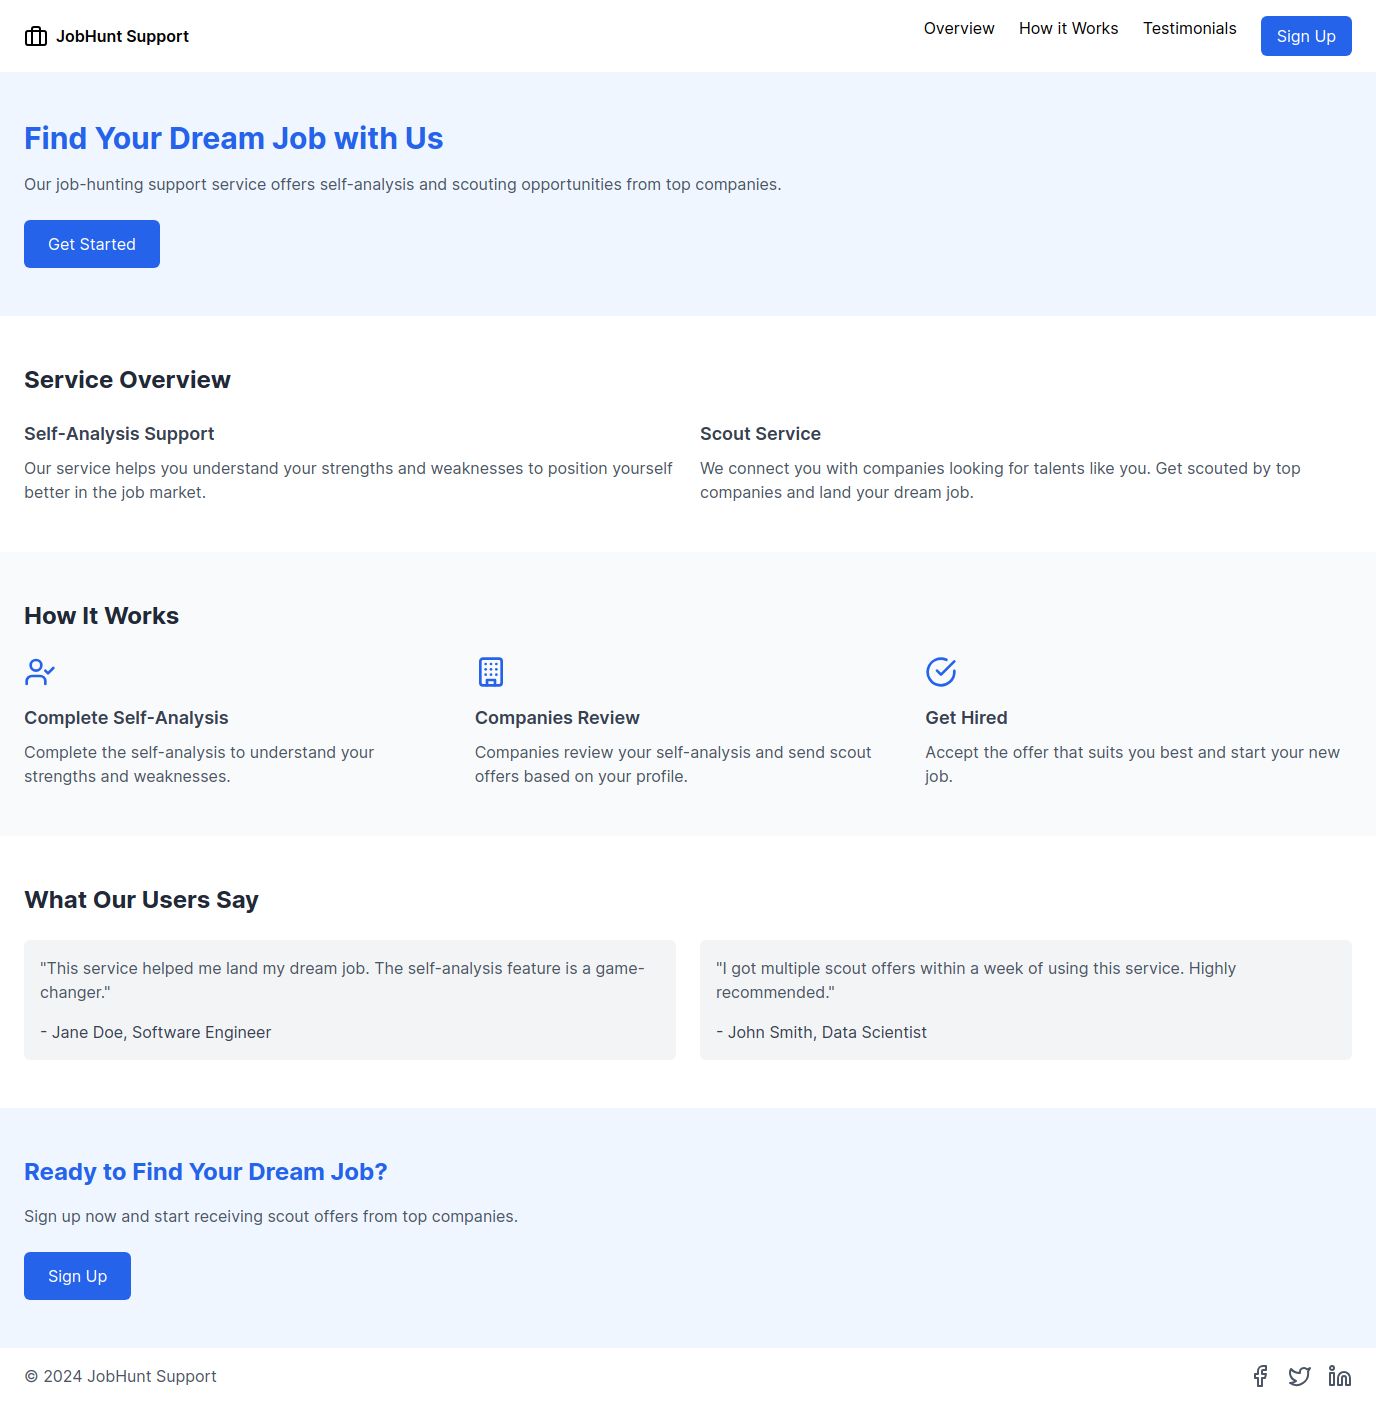 JobHunt Support
Overview
How it Works
Testimonials
Sign Up
Find Your Dream Job with Us
Our job-hunting support service offers self-analysis and scouting opportunities from top companies.
Get Started
Service Overview
Self-Analysis Support
Our service helps you understand your strengths and weaknesses to position yourself
better in the job market.
Scout Service
We connect you with companies looking for talents like you. Get scouted by top
companies and land your dream job.
How It Works
Complete Self-Analysis
Complete the self-analysis to understand your
strengths and weaknesses.
Companies Review
Companies review your self-analysis and send scout
offers based on your profile.
Get Hired
Accept the offer that suits you best and start your new
job.
What Our Users Say
"This service helped me land my dream job. The self-analysis feature is a game-
changer."
- Jane Doe, Software Engineer
"I got multiple scout offers within a week of using this service. Highly
recommended."
- John Smith, Data Scientist
Ready to Find Your Dream Job?
Sign up now and start receiving scout offers from top companies.
Sign Up
© 2024 JobHunt Support